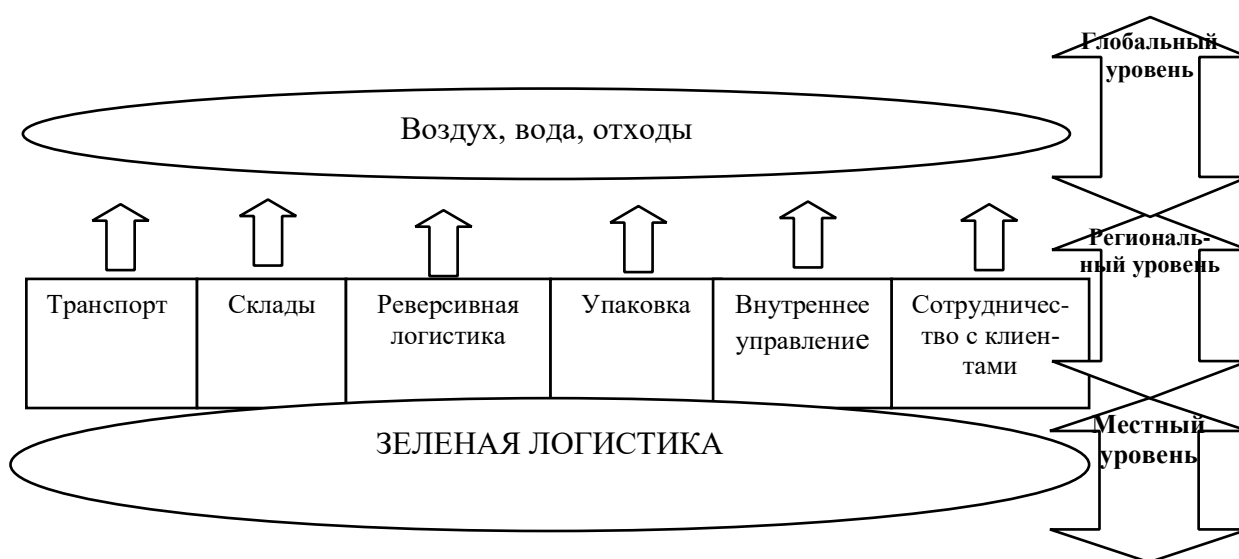 Глобальный
уровень
Воздух, вода, отходы
Региональ-
ный уровень
Транспорт
Склады
Реверсивная
логистика
Упаковка
Внутреннее
управление
Сотрудничес-
тво с клиен-
тами
ЗЕЛЕНАЯ ЛОГИСТИКА
Местный
уровень